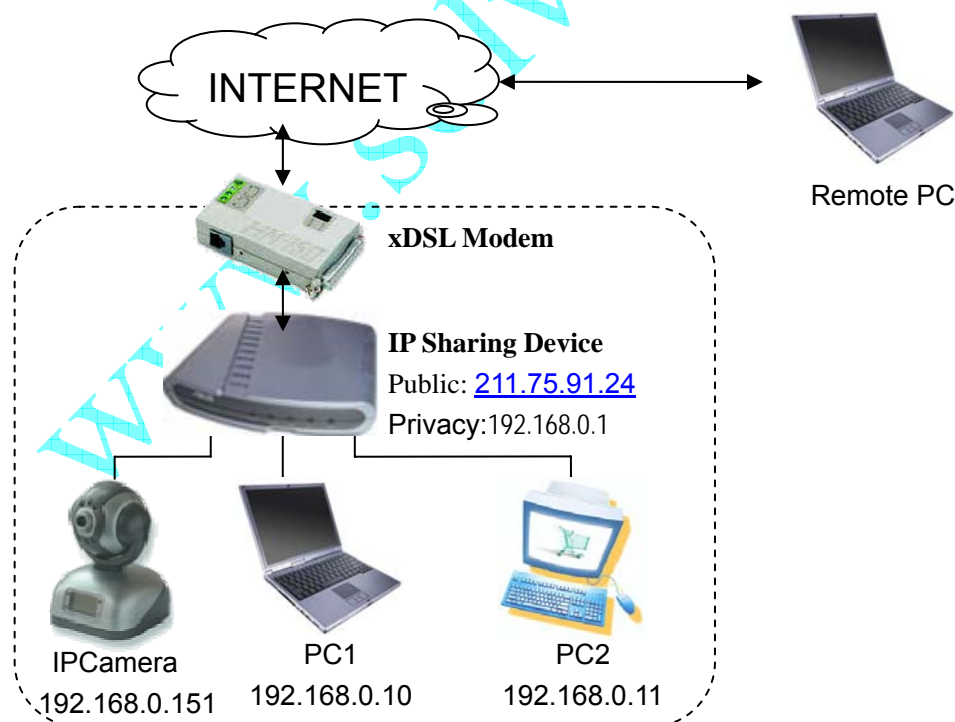 INTERNET
Remote PC
xDSL Modem
IP Sharing Device
Public: 211.75.91.24
Privacy:192.168.0.1
IPCamera
192.168.0.151
PC1
192.168.0.10
PC2
192.168.0.11